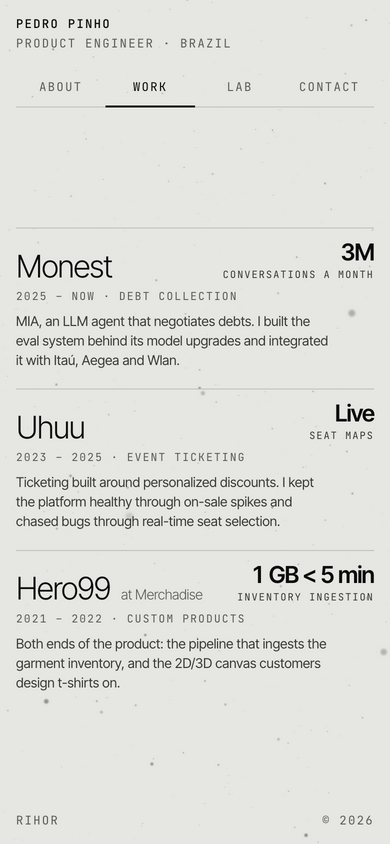 PEDRO PINHO
PRODUCT ENGINEER · BRAZIL
ABOUT WORK LAB CONTACT
Monest
3M
CONVERSATIONS A MONTH
2025 – NOW · DEBT COLLECTION
MIA, an LLM agent that negotiates debts. I built the
eval system behind its model upgrades and integrated
it with Itaú, Aegea and Wlan.
Uhuu
Live
SEAT MAPS
2023 – 2025 · EVENT TICKETING
Ticketing built around personalized discounts. I kept
the platform healthy through on-sale spikes and
chased bugs through real-time seat selection.
Hero99 at Merchadise
1 GB < 5 min
INVENTORY INGESTION
2021 – 2022 · CUSTOM PRODUCTS
Both ends of the product: the pipeline that ingests the
garment inventory, and the 2D/3D canvas customers
design t-shirts on.
RIHOR © 2026